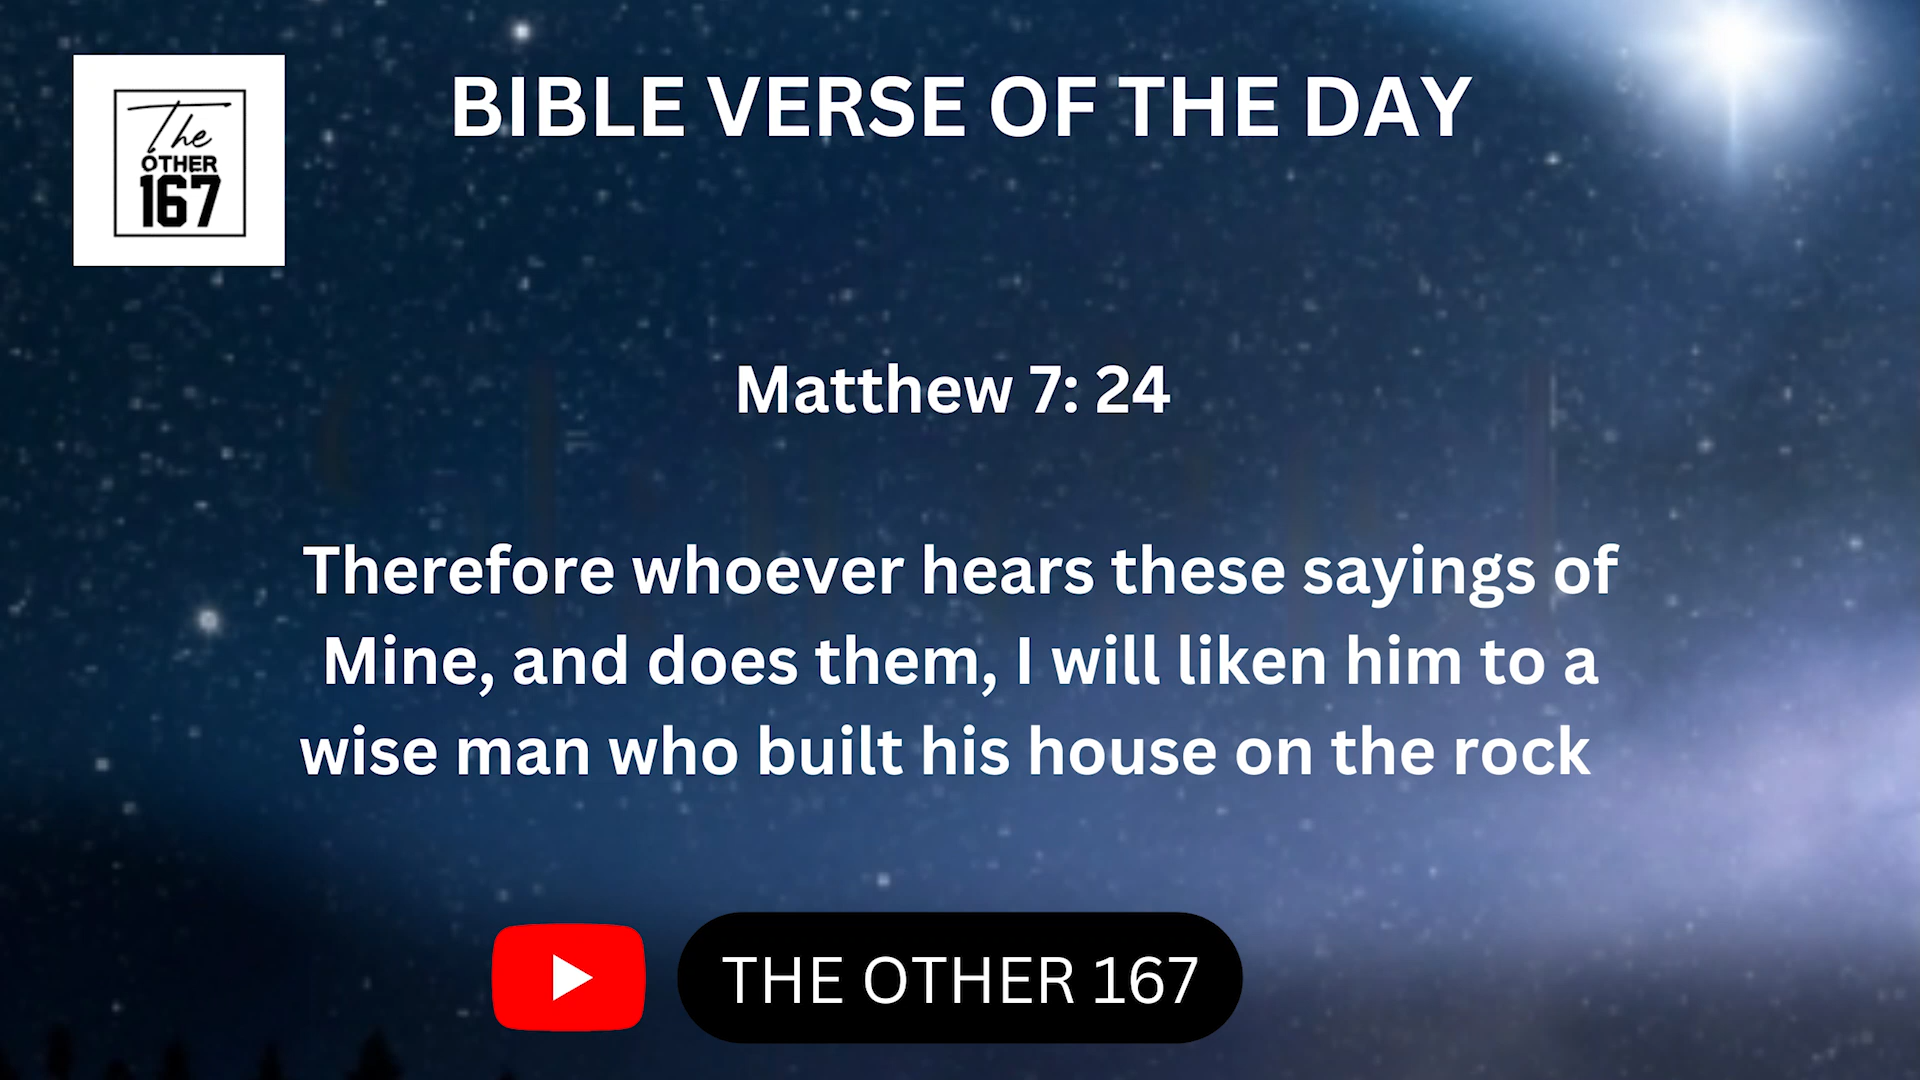 The
OTHER
167
BIBLE VERSE OF THE DAY
Matthew 7: 24
Therefore whoever hears these sayings of
Mine, and does them, I will liken him to a
wise man who built his house on the rock
THE OTHER 167